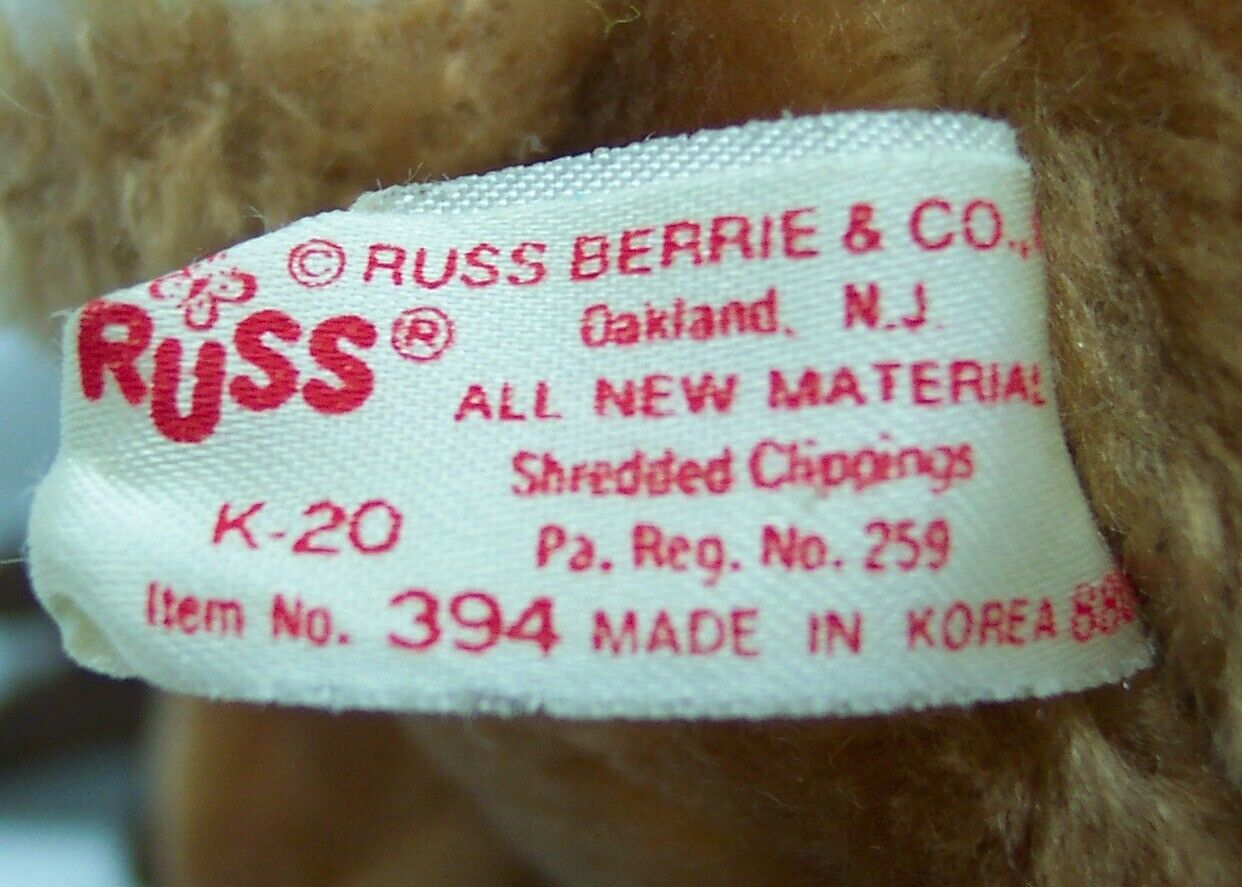 © RUSS BERRIE & CO.,
RUSS®
Oakland, N.J.
ALL NEW MATERIAL
Shredded Clippings
K-20
Pa. Reg. No. 259
Item No. 394 MADE IN KOREA